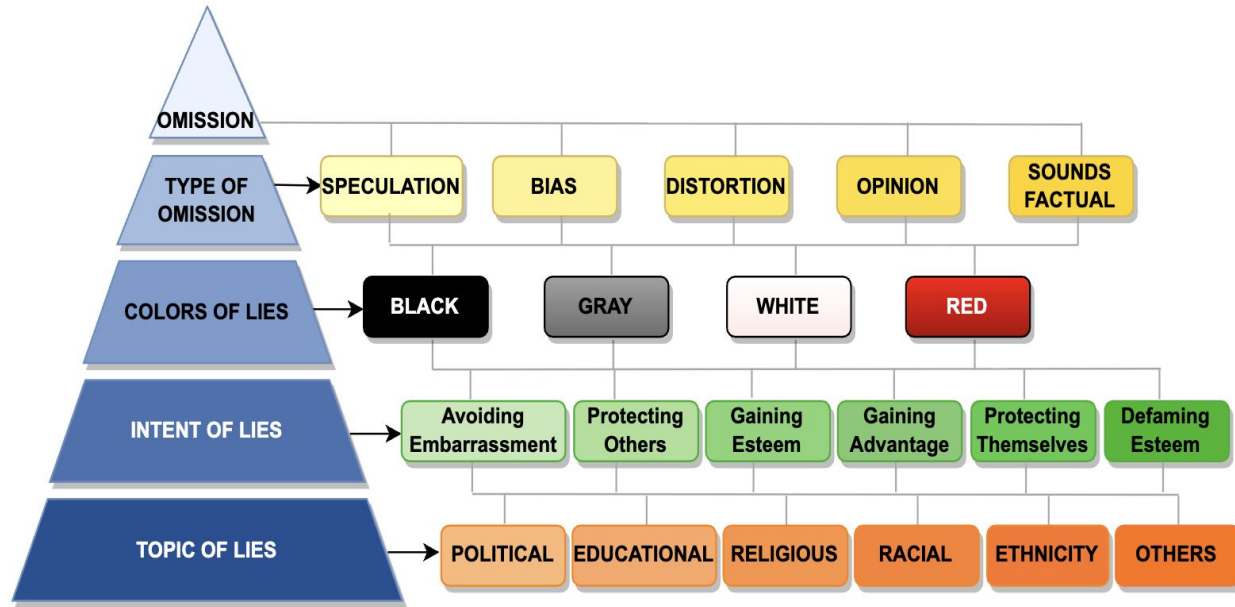 OMISSION
TYPE OF
OMISSION
SPECULATION
BIAS
DISTORTION
OPINION
SOUNDS
FACTUAL
COLORS OF LIES
BLACK
GRAY
WHITE
RED
INTENT OF LIES
Avoiding
Embarrassment
Protecting
Others
Gaining
Esteem
Gaining
Advantage
Protecting
Themselves
Defaming
Esteem
TOPIC OF LIES
POLITICAL
EDUCATIONAL
RELIGIOUS
RACIAL
ETHNICITY
OTHERS